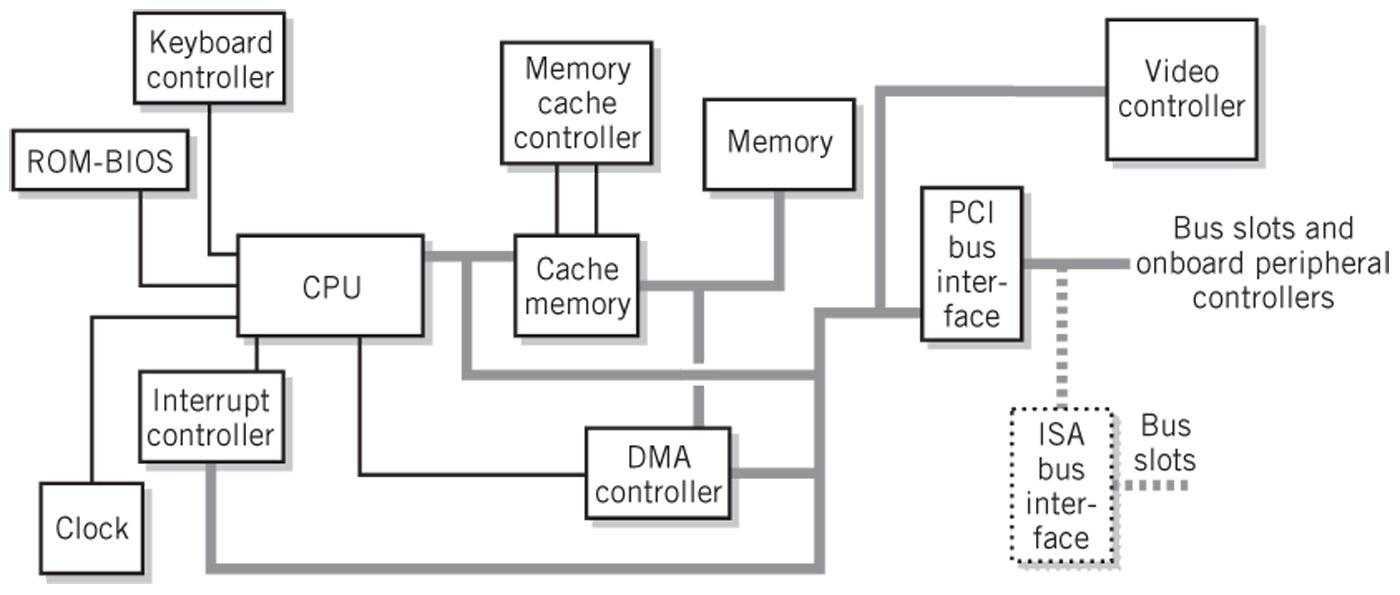 Keyboard
controller
ROM-BIOS
Memory
cache
controller
Memory
Video
controller
CPU
Cache
memory
PCI
bus
inter-
face
Bus slots and
onboard peripheral
controllers
Interrupt
controller
Clock
DMA
controller
ISA
bus
inter-
face
Bus
slots